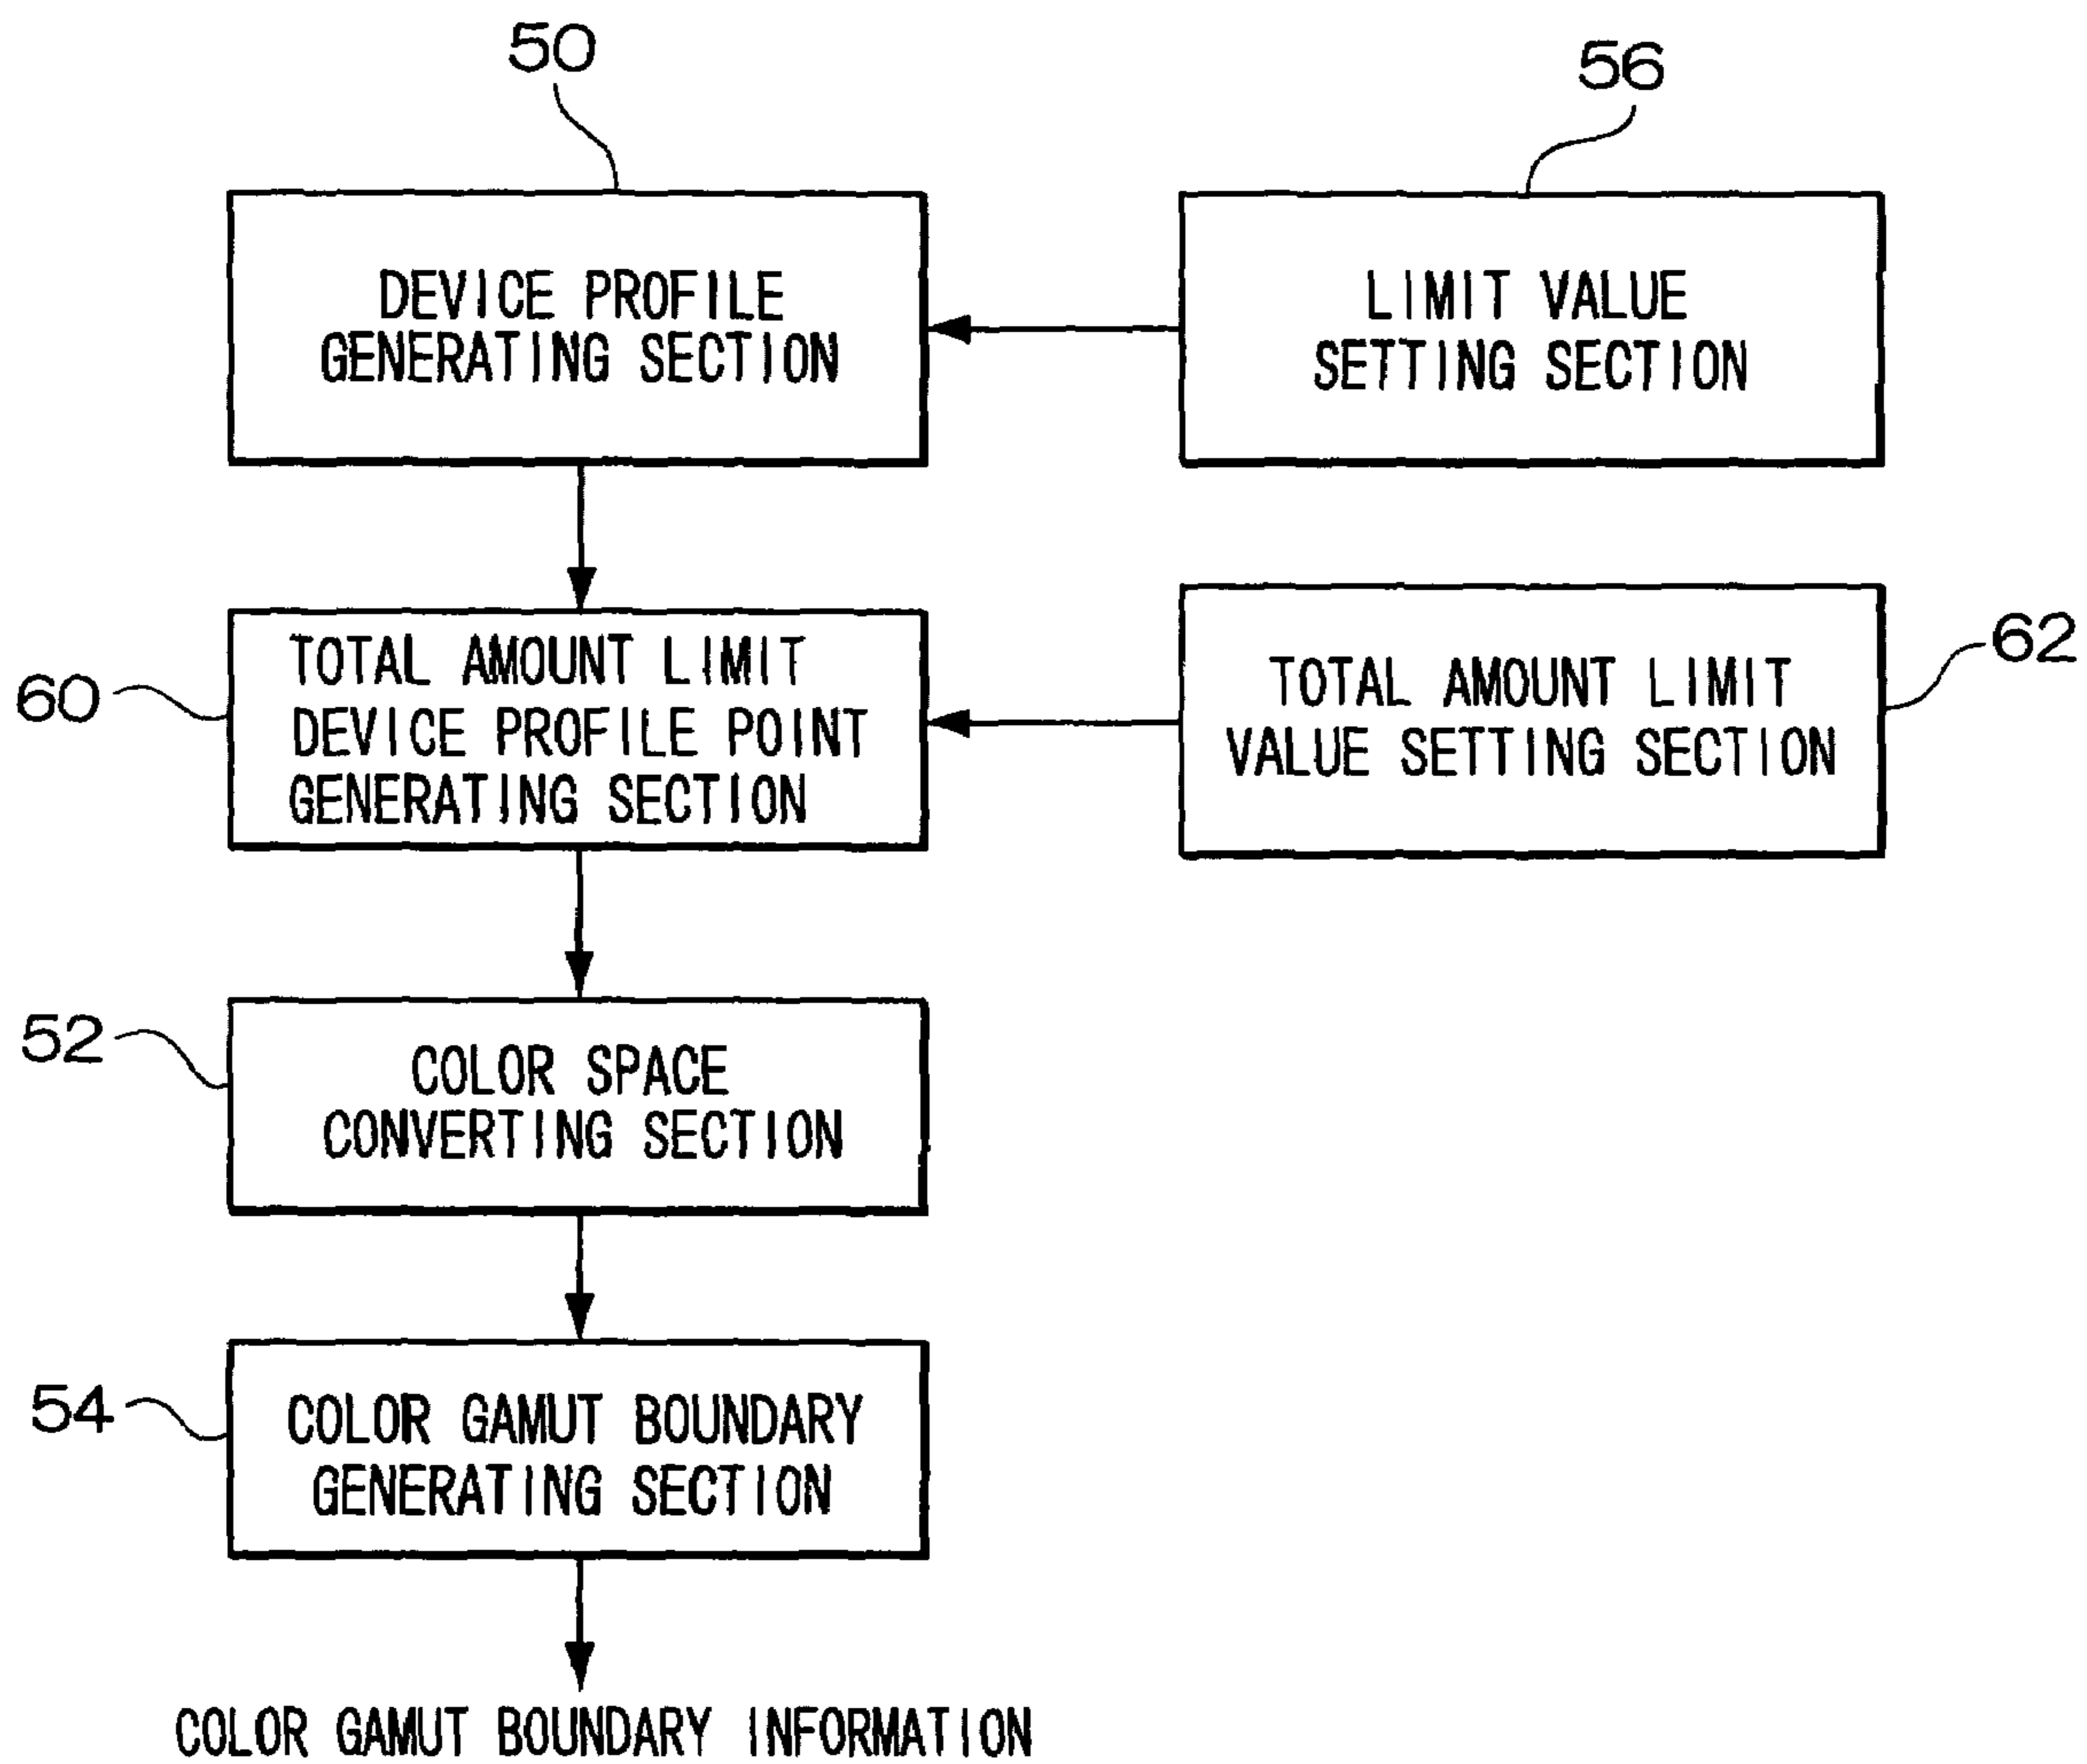 50
56
DEVICE PROFILE
GENERATING SECTION
LIMIT VALUE
SETTING SECTION
60
TOTAL AMOUNT LIMIT
DEVICE PROFILE POINT
GENERATING SECTION
62
TOTAL AMOUNT LIMIT
VALUE SETTING SECTION
52
COLOR SPACE
CONVERTING SECTION
54
COLOR GAMUT BOUNDARY
GENERATING SECTION
COLOR GAMUT BOUNDARY INFORMATION